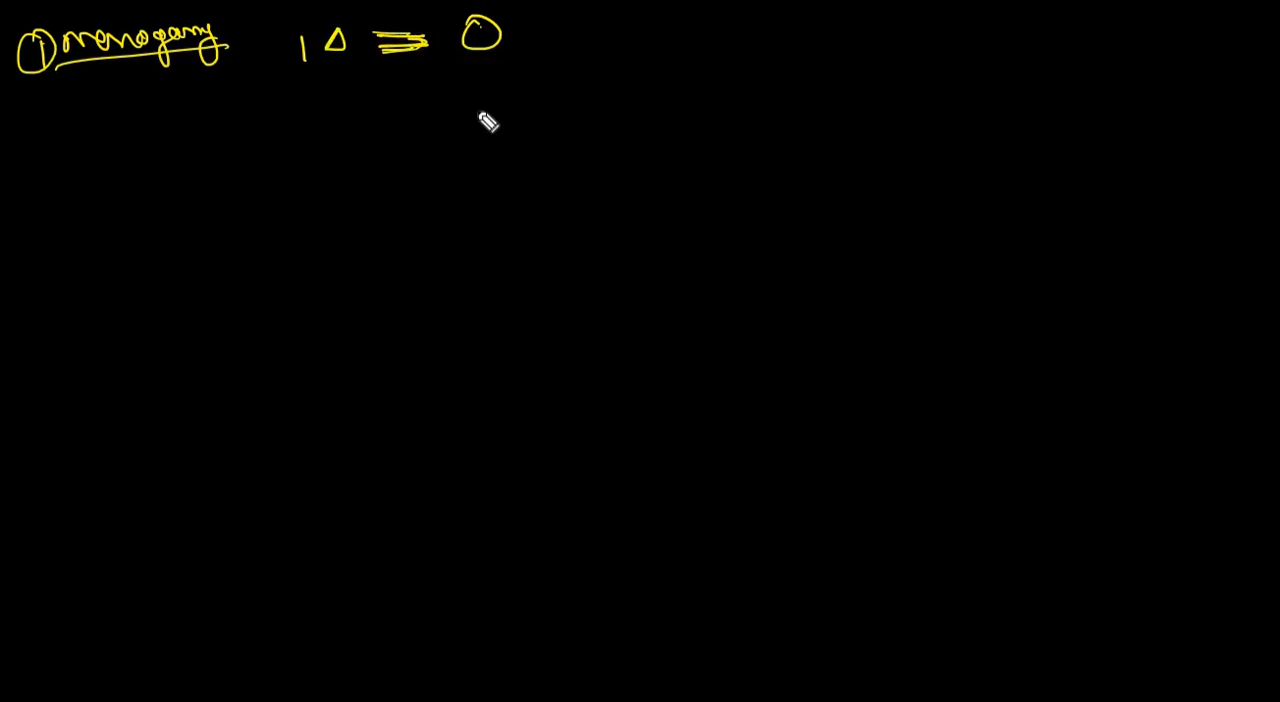 ① monogamy 1 Δ = O